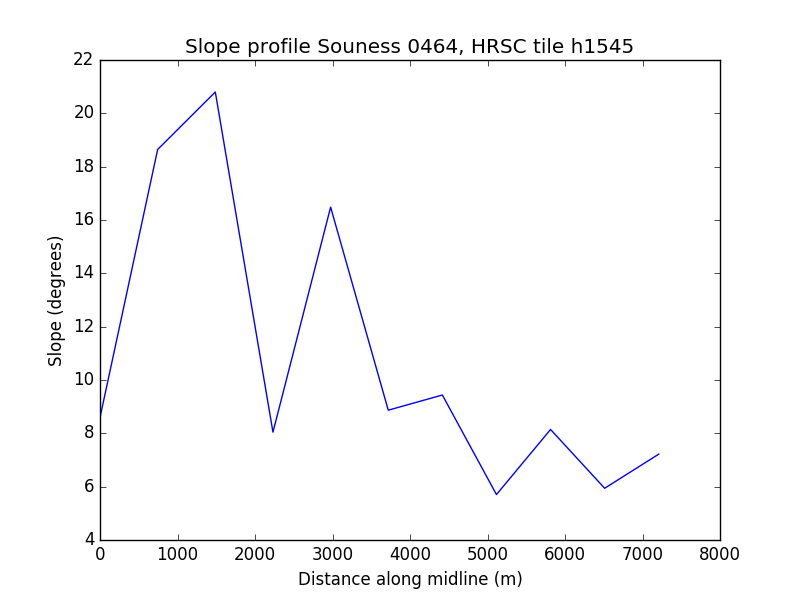 Slope profile Souness 0464, HRSC tile h1545
22
20
18
16
14
12
10
8
6
4
Slope (degrees)
0 1000 2000 3000 4000 5000 6000 7000 8000
Distance along midline (m)